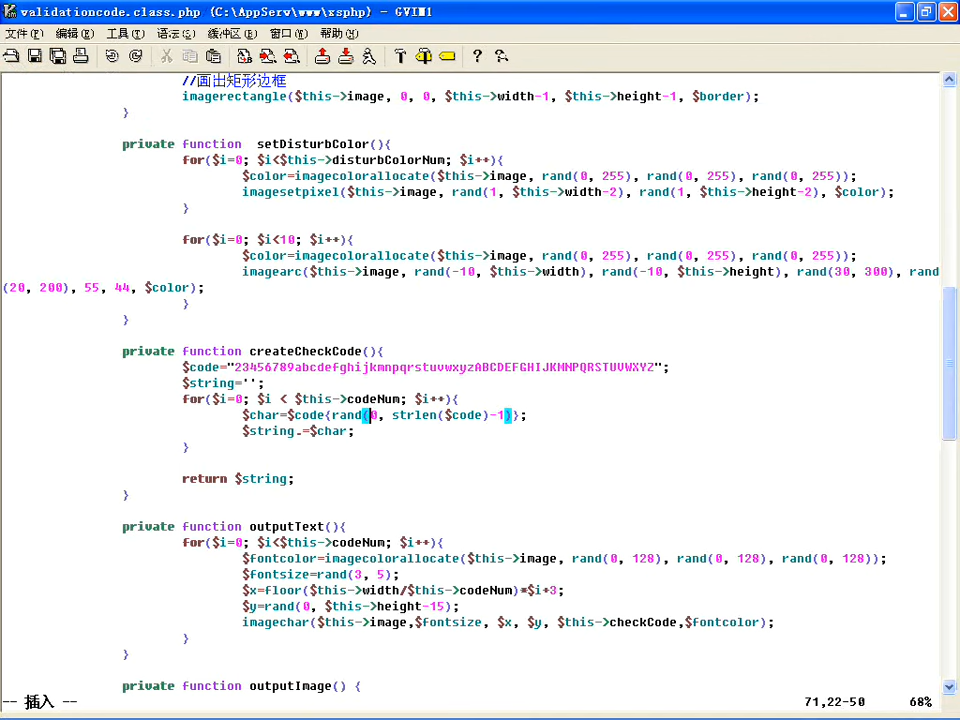 validationcode.class.php (C:\AppServ\www\xsphp) - GVIM1
文件(F) 编辑(E) 工具(T) 语法(S) 缓冲区(B) 窗口(W) 帮助(H)
//画出矩形边框
imagerectangle($this->image, 0, 0, $this->width-1, $this->height-1, $border);
}
private function  setDisturbColor(){
for($i=0; $i<$this->disturbColorNum; $i++){
$color=imagecolorallocate($this->image, rand(0, 255), rand(0, 255), rand(0, 255));
imagesetpixel($this->image, rand(1, $this->width-2), rand(1, $this->height-2), $color);
}
for($i=0; $i<10; $i++){
$color=imagecolorallocate($this->image, rand(0, 255), rand(0, 255), rand(0, 255));
imagearc($this->image, rand(-10, $this->width), rand(-10, $this->height), rand(30, 300), rand
(20, 200), 55, 44, $color);
}
}
private function createCheckCode(){
$code="23456789abcdefghijkmnpqrstuvwxyzABCDEFGHIJKMNPQRSTUVWXYZ";
$string='';
for($i=0; $i < $this->codeNum; $i++){
$char=$code{rand(0, strlen($code)-1)};
$string.=$char;
}
return $string;
}
private function outputText(){
for($i=0; $i<$this->codeNum; $i++){
$fontcolor=imagecolorallocate($this->image, rand(0, 128), rand(0, 128), rand(0, 128));
$fontsize=rand(3, 5);
$x=floor($this->width/$this->codeNum)*$i+3;
$y=rand(0, $this->height-15);
imagechar($this->image,$fontsize, $x, $y, $this->checkCode,$fontcolor);
}
}
private function outputImage() {
-- 插入 -- 71,22-50 68%